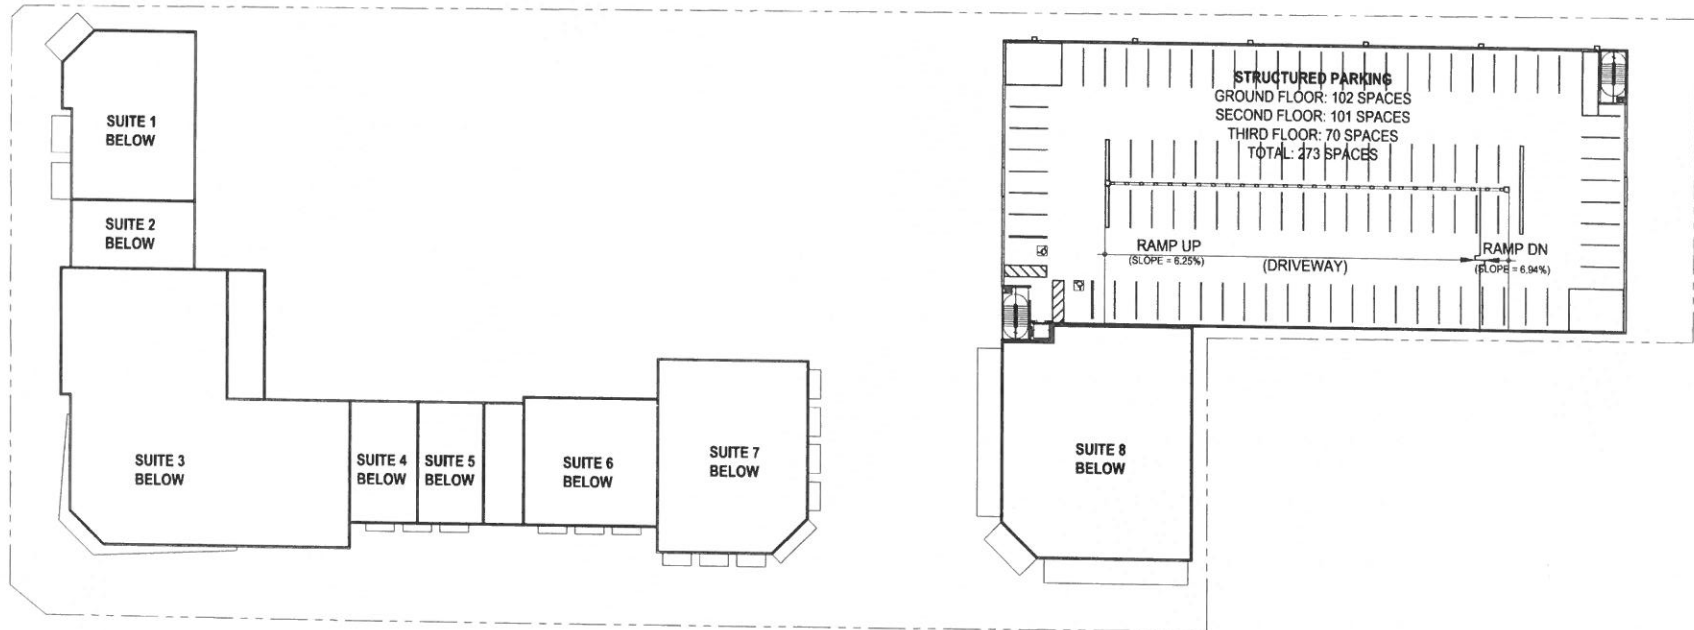 SUITE 1
BELOW
SUITE 2
BELOW
SUITE 3
BELOW
SUITE 4
BELOW
SUITE 5
BELOW
SUITE 6
BELOW
SUITE 7
BELOW
SUITE 8
BELOW
STRUCTURED PARKING
GROUND FLOOR: 102 SPACES
SECOND FLOOR: 101 SPACES
THIRD FLOOR: 70 SPACES
TOTAL: 273 SPACES
RAMP UP
(SLOPE = 6.25%)
(DRIVEWAY)
RAMP DN
(SLOPE = 6.94%)